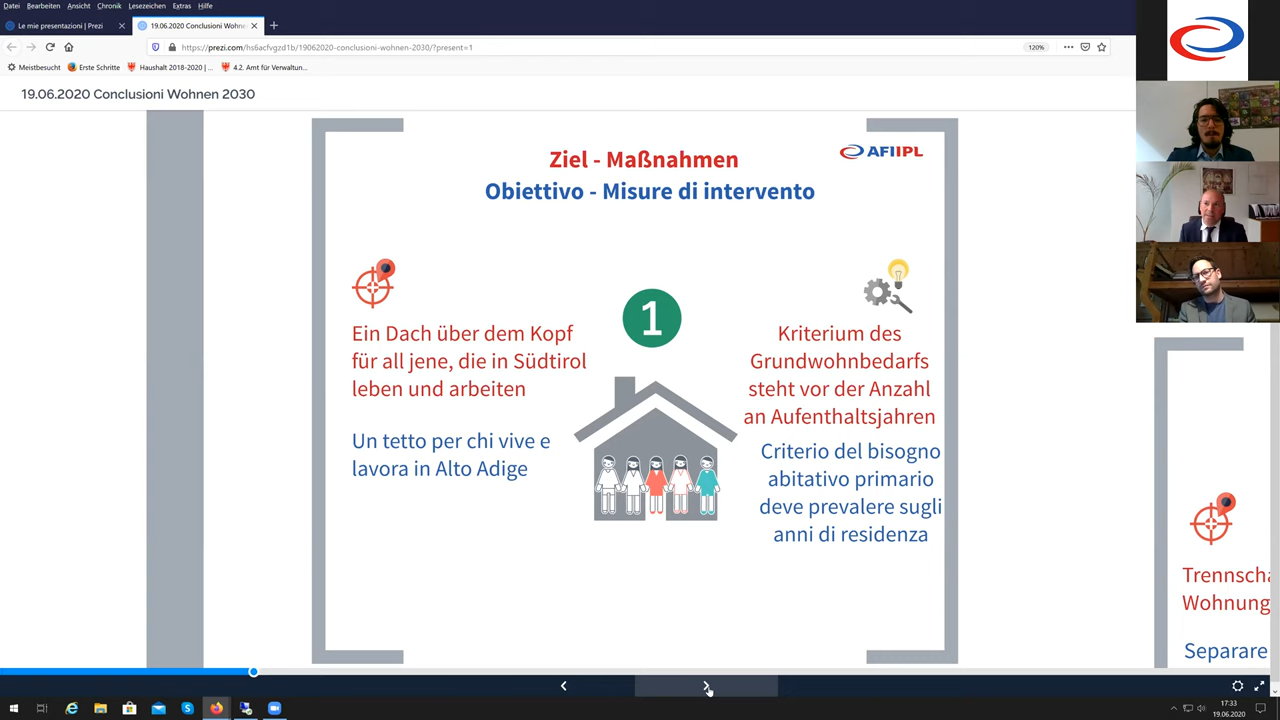 Datei Bearbeiten Ansicht Chronik Lesezeichen Extras Hilfe
Le mie presentazioni | Prezi
19.06.2020 Conclusioni Wohne
https://prezi.com/hs6acfvgzd1b/19062020-conclusioni-wohnen-2030/?present=1
120%
Meistbesucht Erste Schritte Haushalt 2018-2020 | ... 4.2. Amt für Verwaltun...
19.06.2020 Conclusioni Wohnen 2030
Ziel - Maßnahmen
Obiettivo - Misure di intervento
AFIIPL
1
Ein Dach über dem Kopf
für all jene, die in Südtirol
leben und arbeiten
Un tetto per chi vive e
lavora in Alto Adige
Kriterium des
Grundwohnbedarfs
steht vor der Anzahl
an Aufenthaltsjahren
Criterio del bisogno
abitativo primario
deve prevalere sugli
anni di residenza
Trennscha
Wohnung
Separare
17:33
19.06.2020